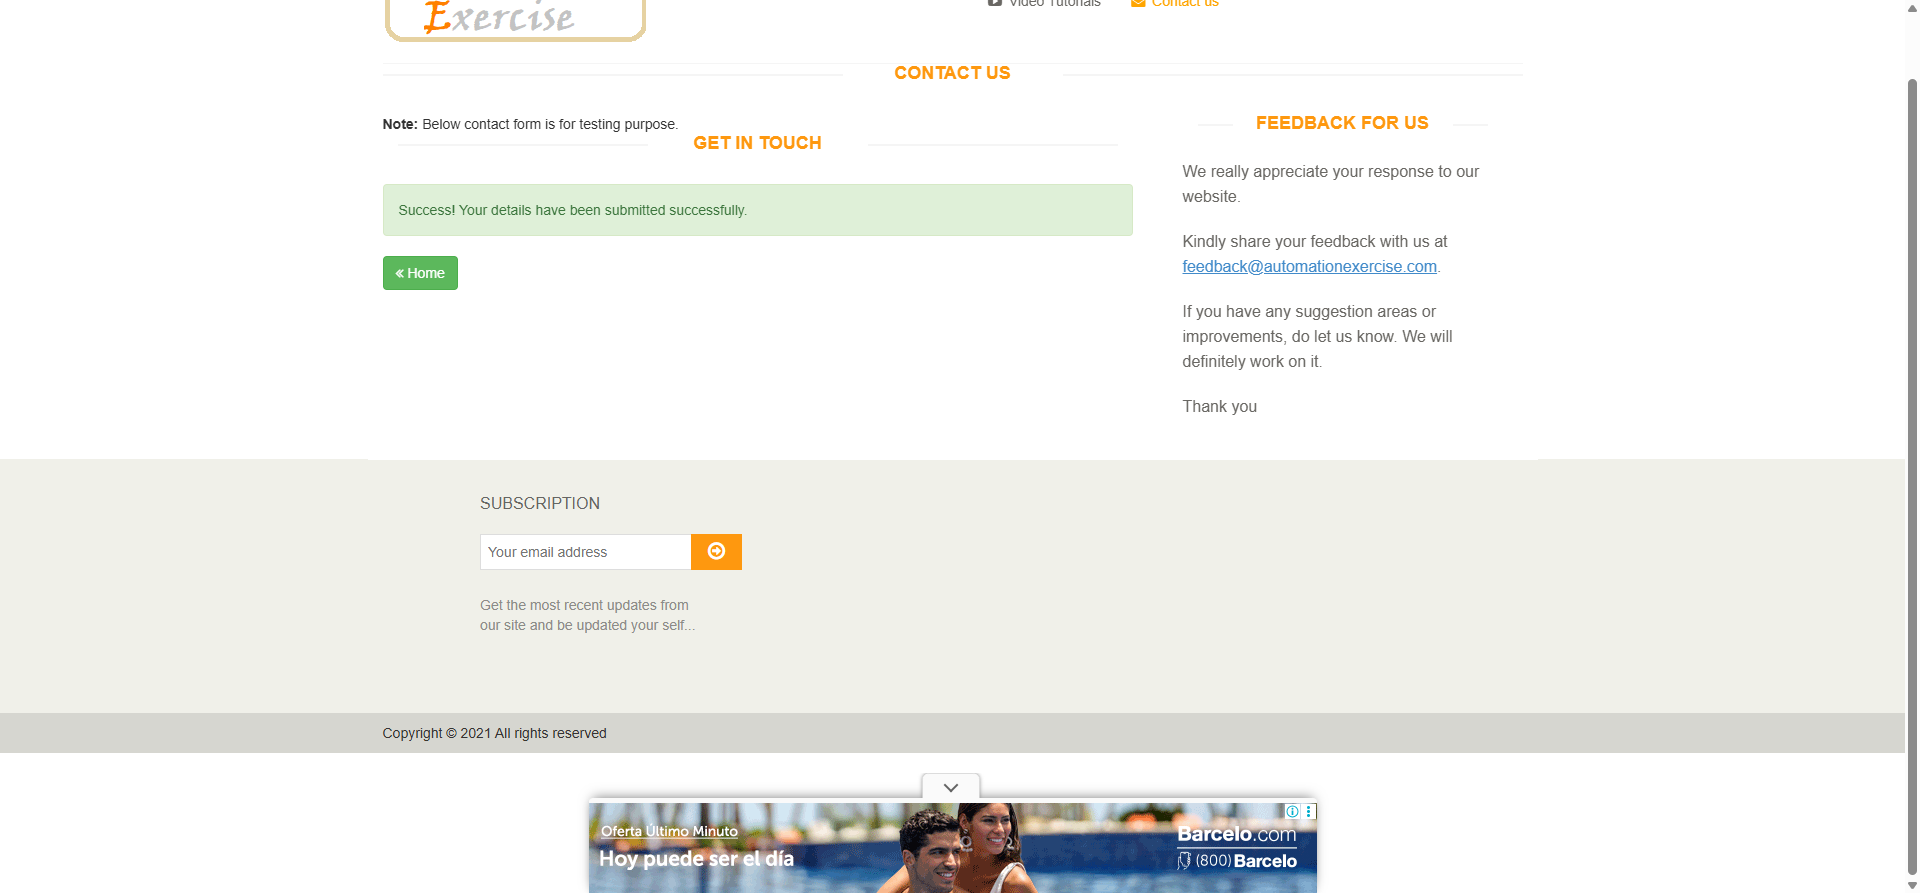 Exercise
Video Tutorials
Contact us
CONTACT US
Note: Below contact form is for testing purpose.
GET IN TOUCH
Success! Your details have been submitted successfully.
« Home
FEEDBACK FOR US
We really appreciate your response to our
website.
Kindly share your feedback with us at
feedback@automationexercise.com.
If you have any suggestion areas or
improvements, do let us know. We will
definitely work on it.
Thank you
SUBSCRIPTION
Your email address
Get the most recent updates from
our site and be updated your self...
Copyright © 2021 All rights reserved
Oferta Último Minuto
Hoy puede ser el día
Barcelo.com
(800) Barcelo